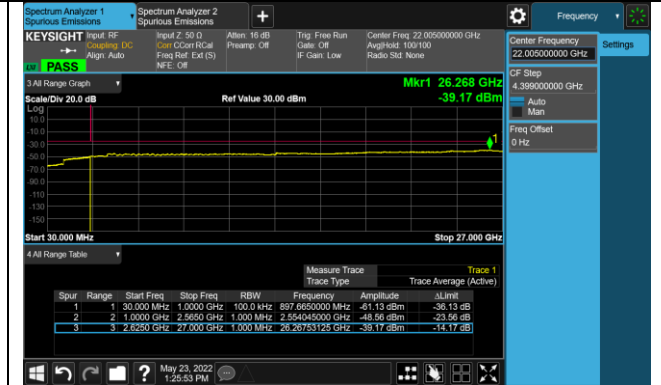 Spectrum Analyzer 1
Spurious Emissions
Spectrum Analyzer 2
Spurious Emissions
+
Frequency
KEYSIGHT
Input: RF
Coupling: DC
Align: Auto
Input Z: 50 Ω
Corr CCorr RCal
Freq Ref: Ext (S)
NFE: Off
Atten: 16 dB
Preamp: Off
Trig: Free Run
Gate: Off
IF Gain: Low
Center Freq: 22.005000000 GHz
Avg|Hold: 100/100
Radio Std: None
PASS
Center Frequency
22.005000000 GHz
Settings
CF Step
4.399000000 GHz
Auto
Man
Freq Offset
0 Hz
3 All Range Graph
Mkr1 26.268 GHz
-39.17 dBm
Scale/Div 20.0 dB
Ref Value 30.00 dBm
Log
10.0
-10.0
-30.0
-50.0
-70.0
-90.0
-110
-130
-150
1
Start 30.000 MHz
Stop 27.000 GHz
4 All Range Table
Measure Trace Trace 1
Trace Type Trace Average (Active)
Spur Range Start Freq Stop Freq RBW Frequency Amplitude ΔLimit
1 1 30.000 MHz 1.0000 GHz 100.0 kHz 897.6650000 MHz -61.13 dBm -36.13 dB
2 2 1.0000 GHz 2.5650 GHz 1.000 MHz 2.554045000 GHz -48.56 dBm -23.56 dB
3 3 2.6250 GHz 27.000 GHz 1.000 MHz 26.26753125 GHz -39.17 dBm -14.17 dB
?
May 23, 2022
1:25:53 PM